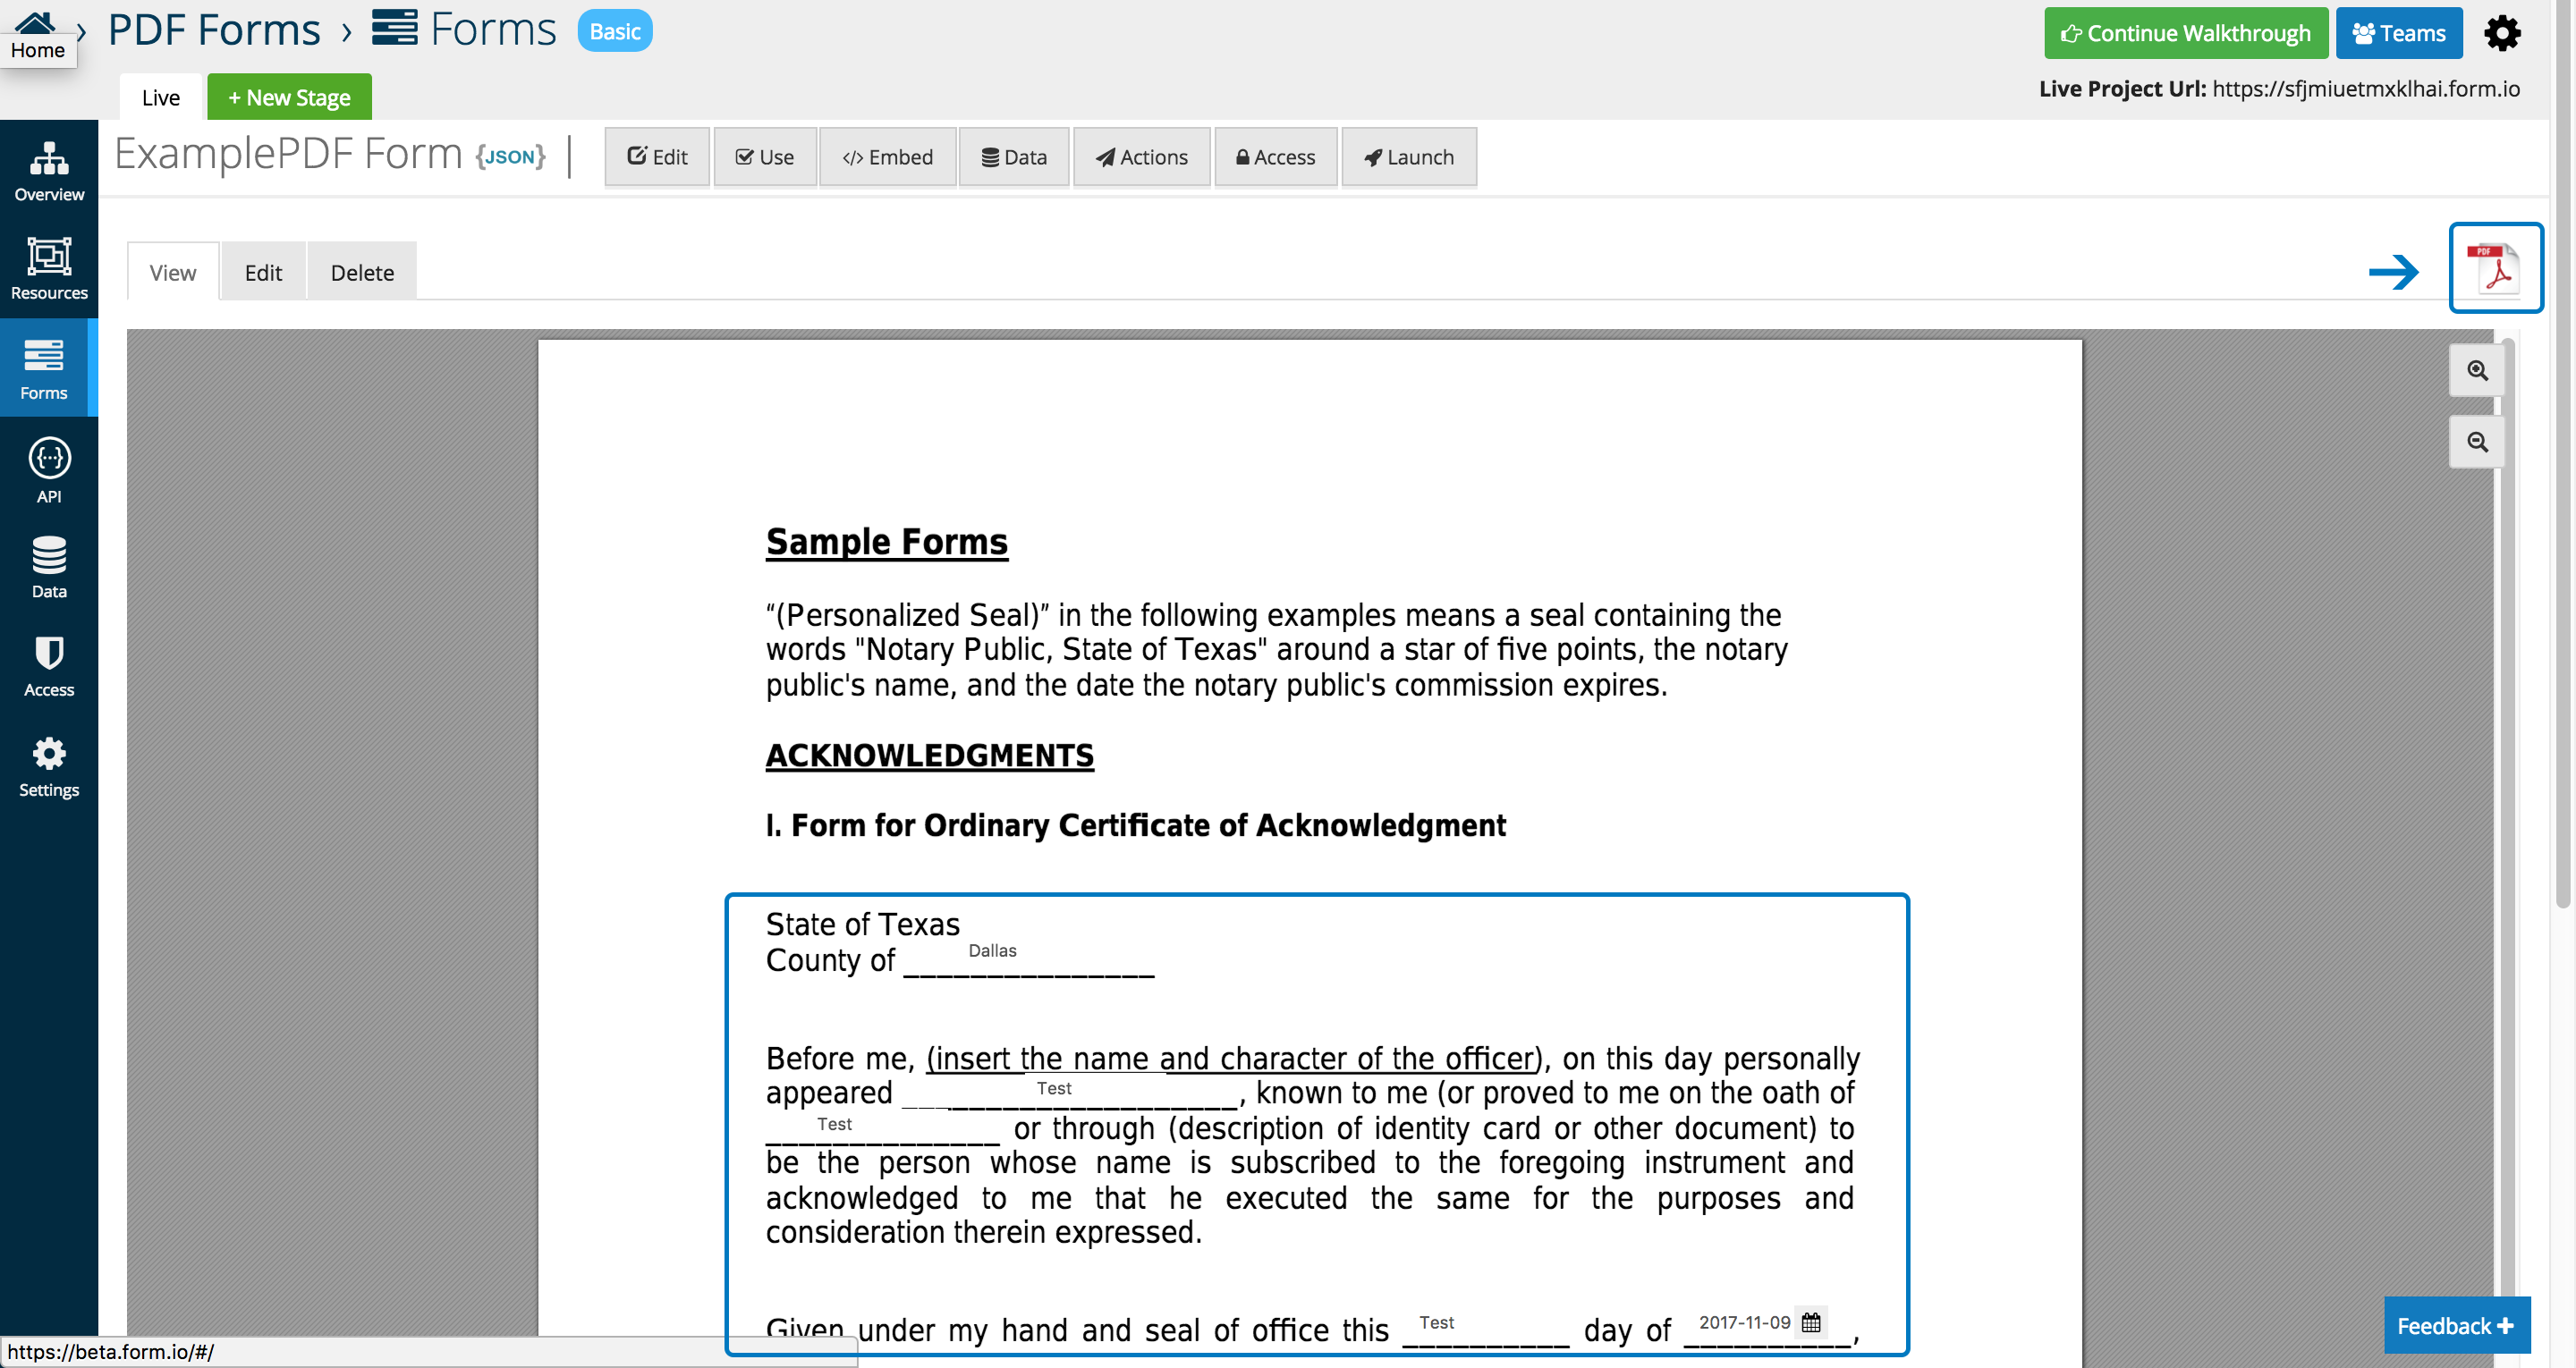 Home
PDF Forms › Forms Basic
Continue Walkthrough
Teams
Live
+ New Stage
Live Project Url: https://sfjmiuetmxklhai.form.io
ExamplePDF Form {JSON} |
Edit
Use
</> Embed
Data
Actions
Access
Launch
Overview
Resources
Forms
API
Data
Access
Settings
View
Edit
Delete
PDF
Sample Forms
“(Personalized Seal)” in the following examples means a seal containing the
words "Notary Public, State of Texas" around a star of five points, the notary
public's name, and the date the notary public's commission expires.
ACKNOWLEDGMENTS
I. Form for Ordinary Certificate of Acknowledgment
State of Texas
County of Dallas
Before me, (insert the name and character of the officer), on this day personally
appeared Test, known to me (or proved to me on the oath of
Test or through (description of identity card or other document) to
be the person whose name is subscribed to the foregoing instrument and
acknowledged to me that he executed the same for the purposes and
consideration therein expressed.
Given under my hand and seal of office this Test day of 2017-11-09,
Feedback +
https://beta.form.io/#/